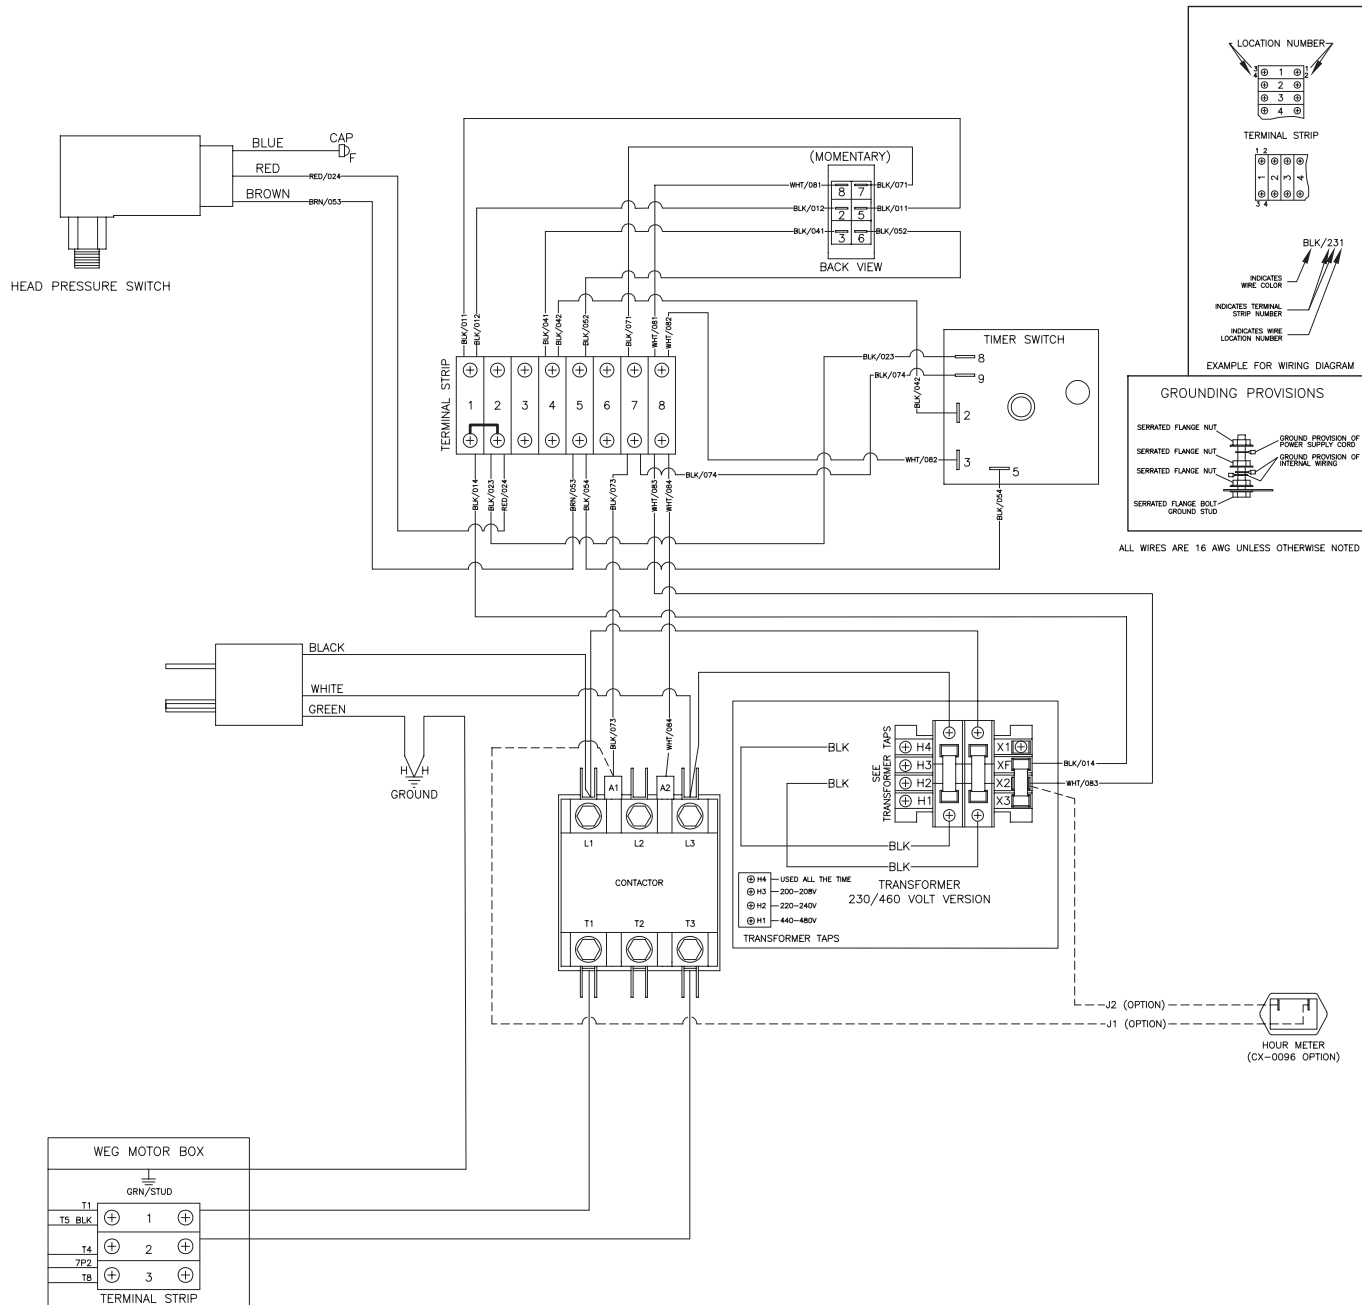 LOCATION NUMBER
3
4
1
2
1
2
3
4
TERMINAL STRIP
1 2
1 2 3 4
3 4
BLK/231
INDICATES
WIRE COLOR
INDICATES TERMINAL
STRIP NUMBER
INDICATES WIRE
LOCATION NUMBER
EXAMPLE FOR WIRING DIAGRAM
GROUNDING PROVISIONS
SERRATED FLANGE NUT
SERRATED FLANGE NUT
SERRATED FLANGE NUT
SERRATED FLANGE BOLT
GROUND STUD
GROUND PROVISION OF
POWER SUPPLY CORD
GROUND PROVISION OF
INTERNAL WIRING
ALL WIRES ARE 16 AWG UNLESS OTHERWISE NOTED
BLUE
CAP
F
RED
RED/024
BROWN
BRN/053
HEAD PRESSURE SWITCH
(MOMENTARY)
WHT/081
8 7
BLK/071
BLK/012
2 5
BLK/011
BLK/041
3 6
BLK/052
BACK VIEW
BLK/011
BLK/012
BLK/041
BLK/042
BLK/052
BLK/071
WHT/081
WHT/082
TERMINAL STRIP
1 2 3 4 5 6 7 8
BLK/014
BLK/023
RED/024
BRN/053
BLK/054
BLK/073
BLK/074
WHT/083
WHT/084
TIMER SWITCH
BLK/023
8
BLK/074
9
BLK/042
2
WHT/082
3
5
BLK/054
BLACK
WHITE
GREEN
H H
GROUND
BLK/073
WHT/084
A1
A2
L1 L2 L3
CONTACTOR
T1 T2 T3
BLK
BLK
BLK
BLK
SEE
TRANSFORMER TAPS
H4
H3
H2
H1
X1
XF
X2
X3
BLK/014
WHT/083
TRANSFORMER
230/460 VOLT VERSION
H4 USED ALL THE TIME
H3 200-208V
H2 220-240V
H1 440-480V
TRANSFORMER TAPS
J2 (OPTION)
J1 (OPTION)
HOUR METER
(CX-0096 OPTION)
WEG MOTOR BOX
GRN/STUD
T1
T5 BLK
1
T4
2
7P2
T8
3
TERMINAL STRIP